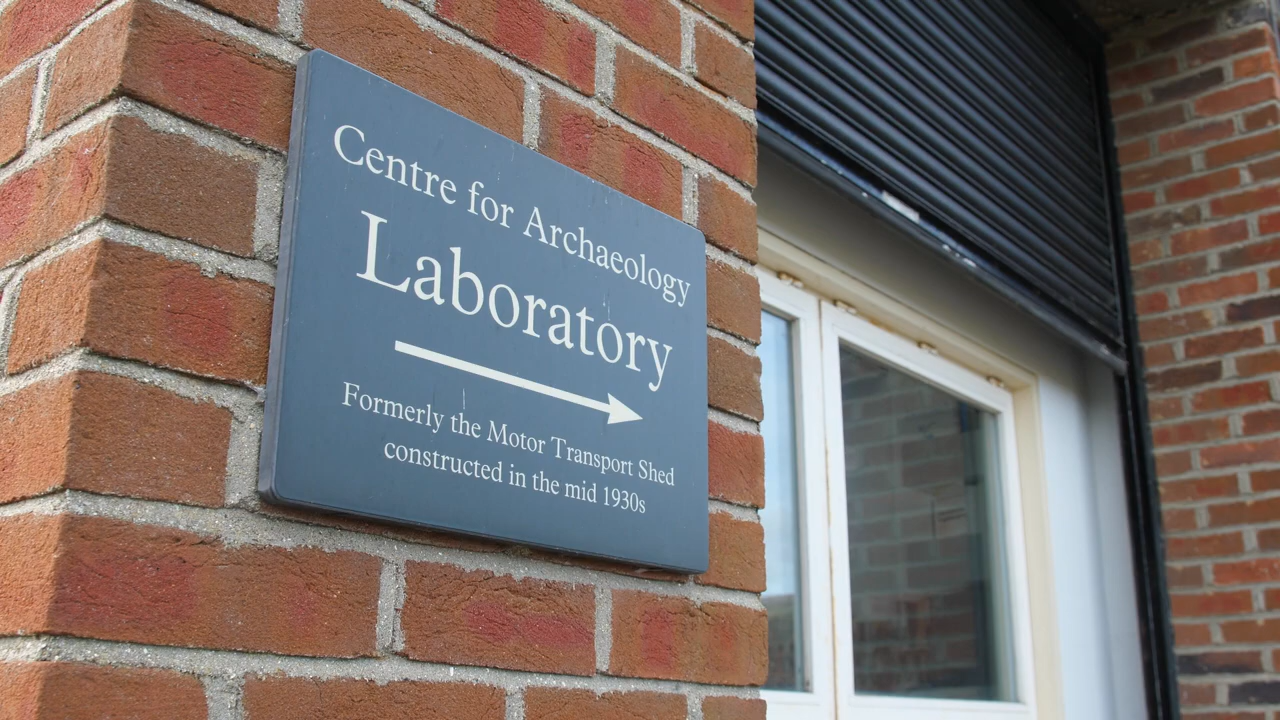 Centre for Archaeology
Laboratory
Formerly the Motor Transport Shed
constructed in the mid 1930s